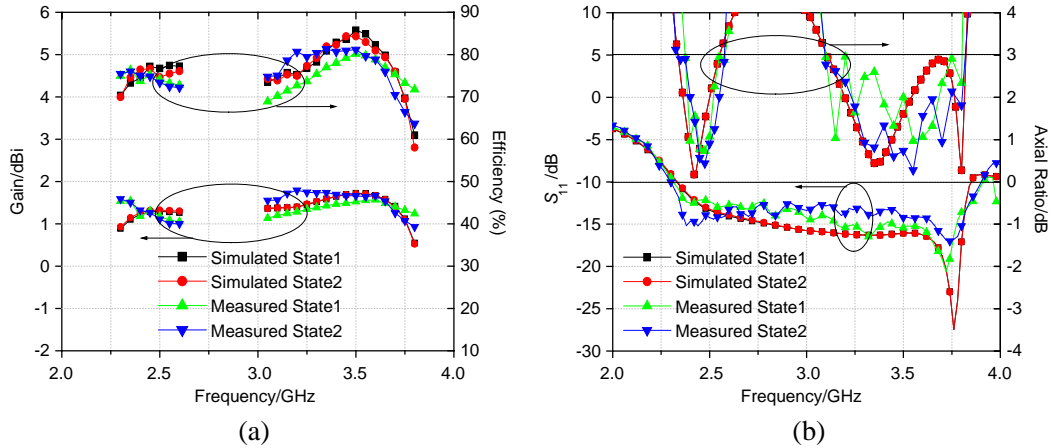 6
5
4
3
2
1
0
-1
-2
Gain/dBi
90
80
70
60
50
40
30
20
10
Efficiency (%)
Simulated State1
Simulated State2
Measured State1
Measured State2
2.0 2.5 3.0 3.5 4.0
Frequency/GHz
(a)
10
5
0
-5
-10
-15
-20
-25
-30
S11 /dB
4
3
2
1
0
-1
-2
-3
-4
Axial Ratio/dB
Simulated State1
Simulated State2
Measured State1
Measured State2
2.0 2.5 3.0 3.5 4.0
Frequency/GHz
(b)